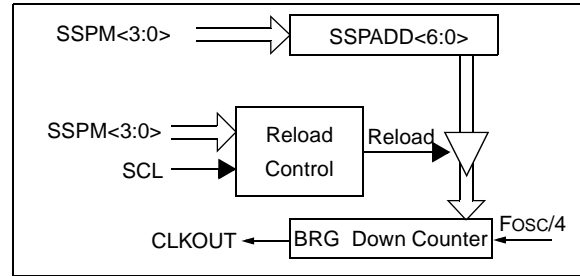 SSPM<3:0>
SSPADD<6:0>
SSPM<3:0>
SCL
Reload
Control
Reload
CLKOUT
BRG Down Counter
FOSC/4